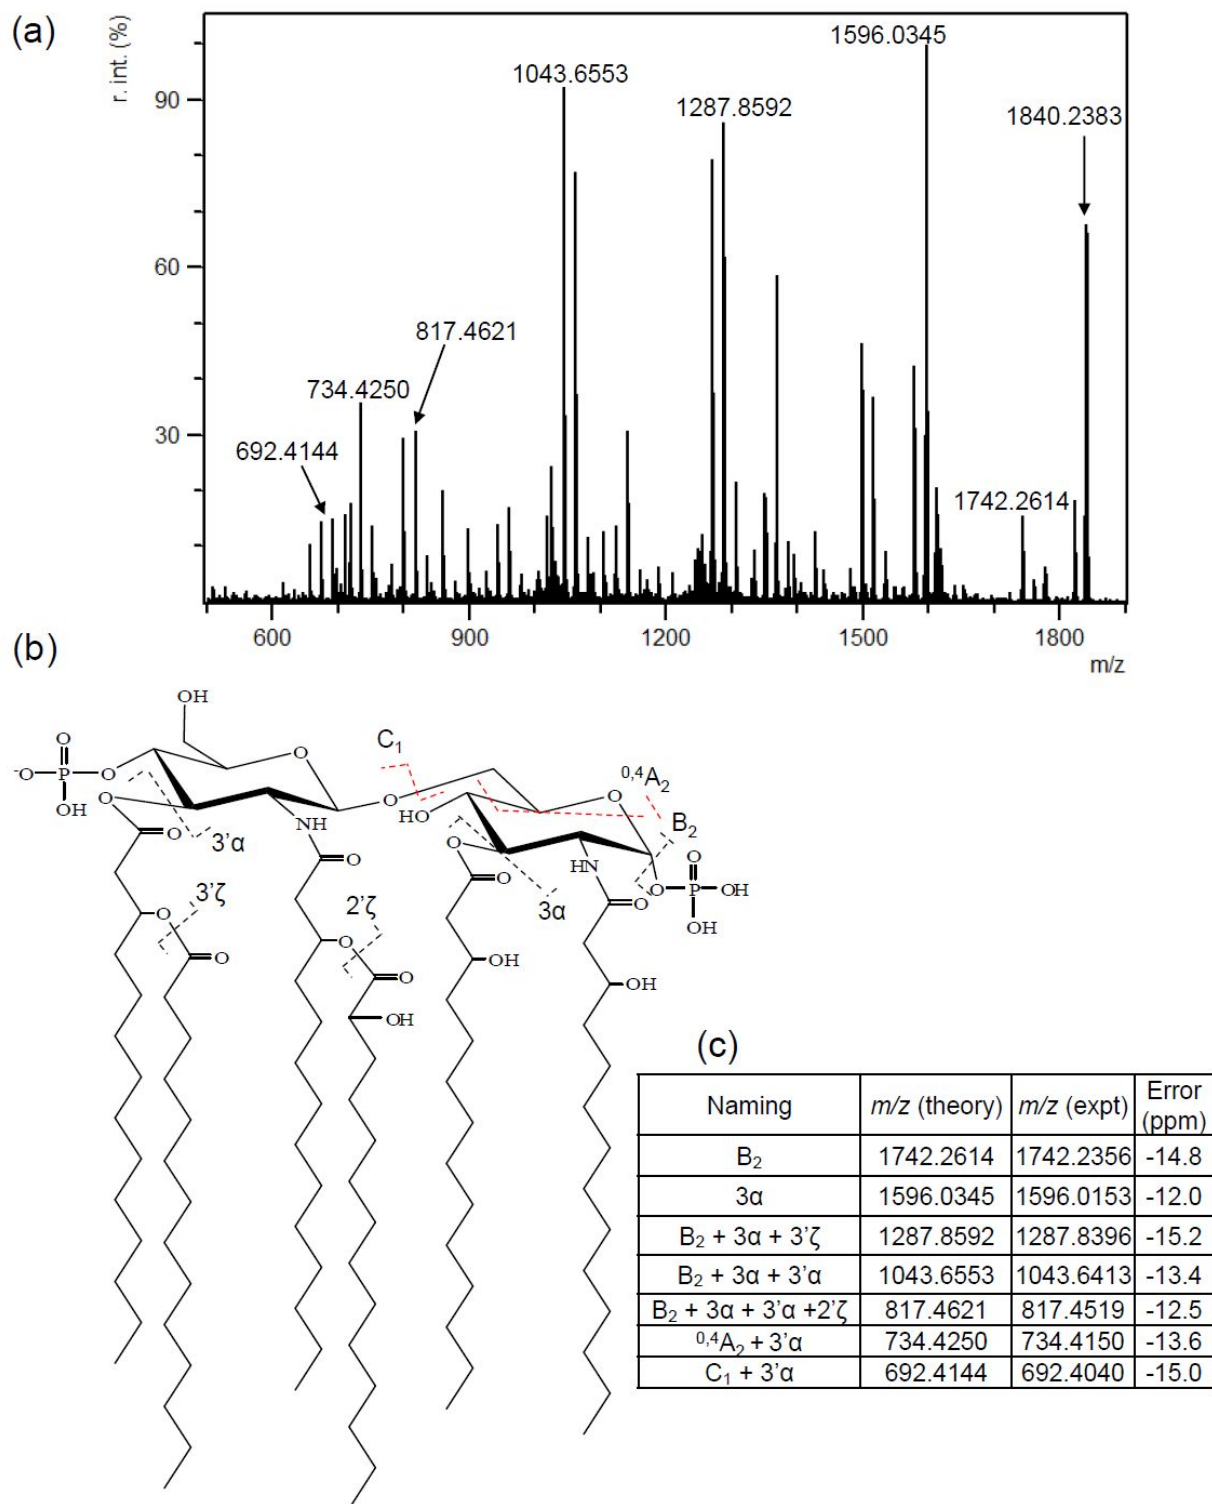 (a)
r. int. (%)
90
60
30
1043.6553
1287.8592
1596.0345
1840.2383
817.4621
734.4250
692.4144
1742.2614
600
900
1200
1500
1800
m/z
(b)
OH
O
O
-O
P
O
OH
O
O
3'α
NH
O
C1
O
HO
0,4A2
O
B2
O
O
3α
HN
O
O
P
O
OH
OH
3'ζ
O
O
2'ζ
O
O
OH
OH
OH
(c)
Naming m/z (theory) m/z (expt) Error (ppm)
B2 1742.2614 1742.2356 -14.8
3α 1596.0345 1596.0153 -12.0
B2 + 3α + 3'ζ 1287.8592 1287.8396 -15.2
B2 + 3α + 3'α 1043.6553 1043.6413 -13.4
B2 + 3α + 3'α +2'ζ 817.4621 817.4519 -12.5
0,4A2 + 3'α 734.4250 734.4150 -13.6
C1 + 3'α 692.4144 692.4040 -15.0